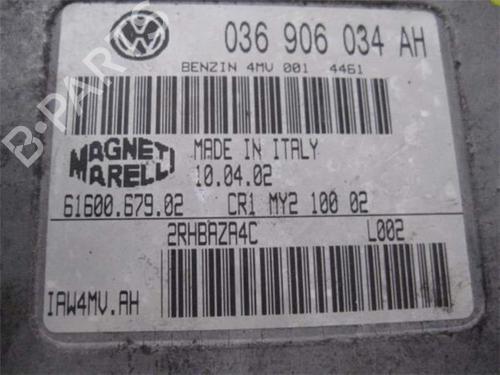 036 906 034 AH
BENZIN 4MV 001 4461
MAGNETI MARELLI
MADE IN ITALY
10.04.02
61600.679.02 CR1 MY2 100 02
2RHBAZA4C L002
IAW4MV.AH
B-PARTS